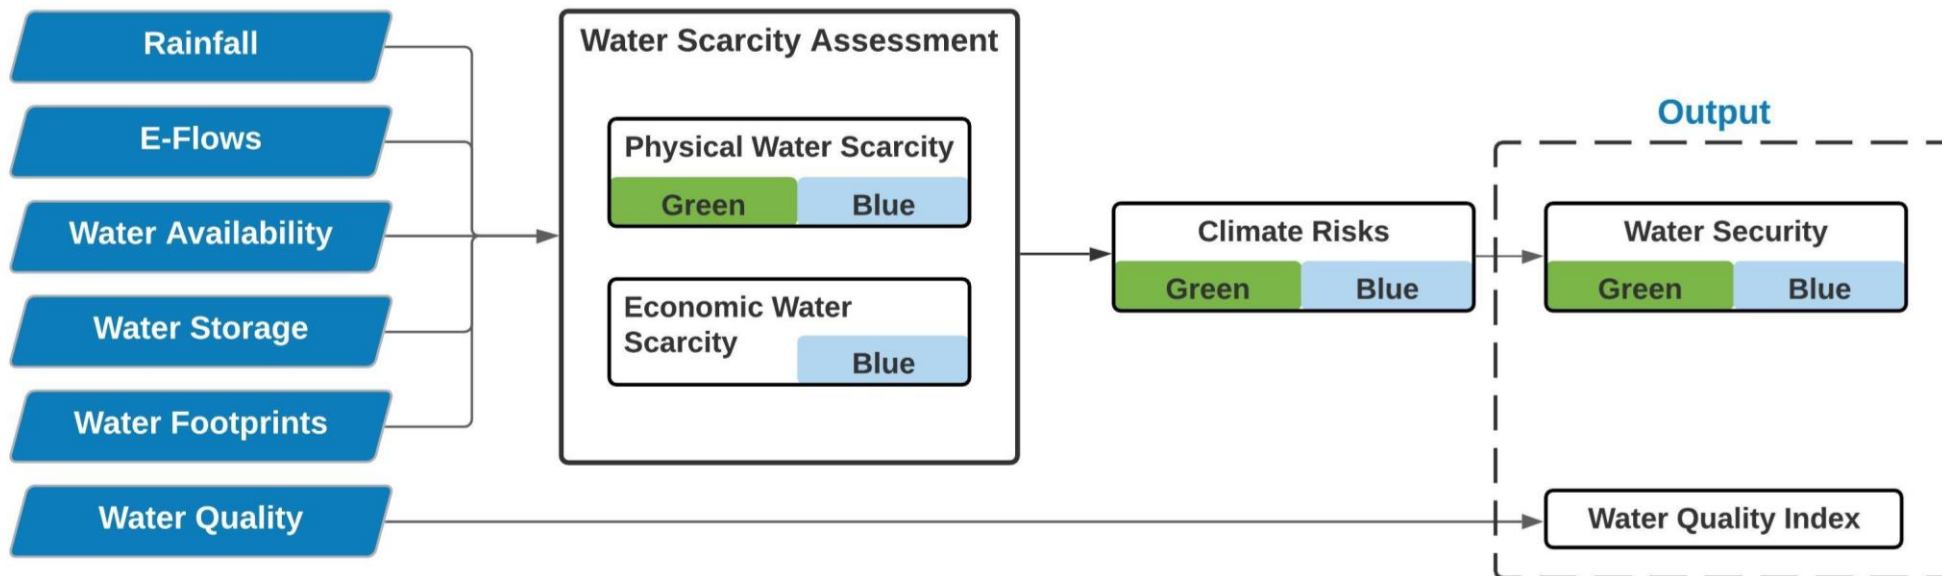 Rainfall
E-Flows
Water Availability
Water Storage
Water Footprints
Water Quality
Water Scarcity Assessment
Physical Water Scarcity
Green
Blue
Economic Water
Scarcity
Blue
Climate Risks
Green
Blue
Output
Water Security
Green
Blue
Water Quality Index